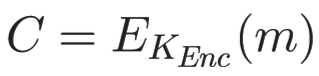 C = E_{K_{Enc}}(m)